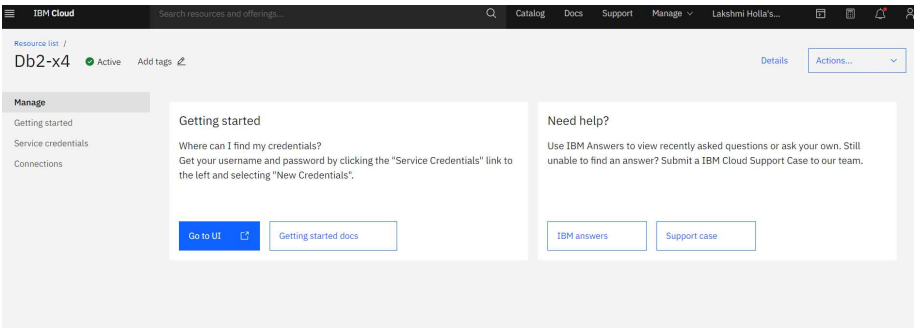 IBM Cloud
Search resources and offerings...
Catalog
Docs
Support
Manage
Lakshmi Holla's...
Resource list /
Db2-x4
Active
Add tags
Details
Actions...
Manage
Getting started
Service credentials
Connections
Getting started
Where can I find my credentials?
Get your username and password by clicking the "Service Credentials" link to
the left and selecting "New Credentials".
Go to UI
Getting started docs
Need help?
Use IBM Answers to view recently asked questions or ask your own. Still
unable to find an answer? Submit a IBM Cloud Support Case to our team.
IBM answers
Support case